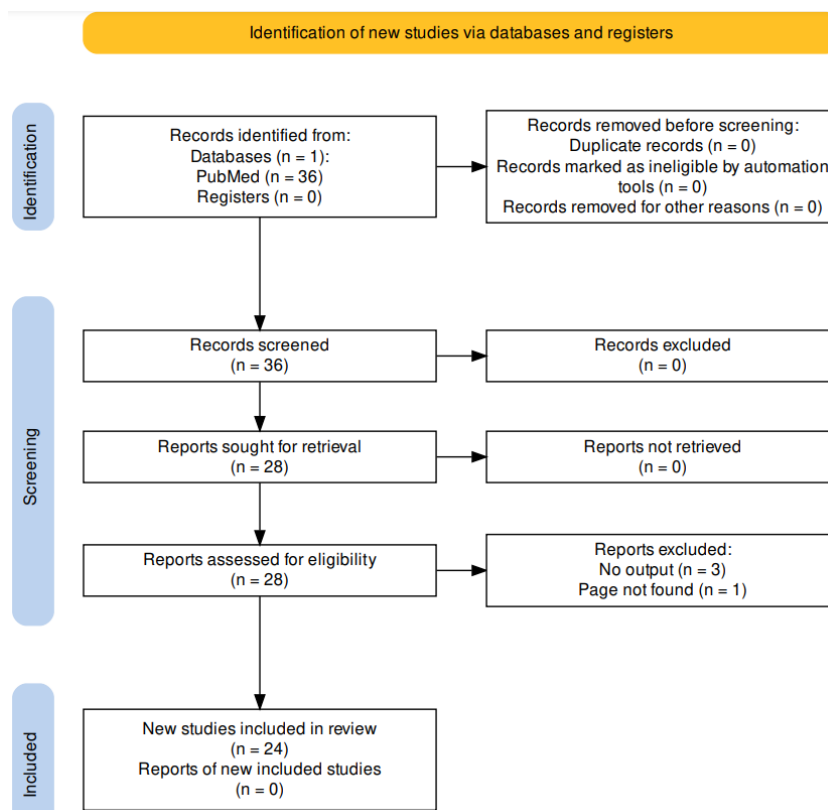 Identification of new studies via databases and registers
Identification
Records identified from:
Databases (n = 1):
PubMed (n = 36)
Registers (n = 0)
Records removed before screening:
Duplicate records (n = 0)
Records marked as ineligible by automation
tools (n = 0)
Records removed for other reasons (n = 0)
Screening
Records screened
(n = 36)
Records excluded
(n = 0)
Reports sought for retrieval
(n = 28)
Reports not retrieved
(n = 0)
Reports assessed for eligibility
(n = 28)
Reports excluded:
No output (n = 3)
Page not found (n = 1)
Included
New studies included in review
(n = 24)
Reports of new included studies
(n = 0)